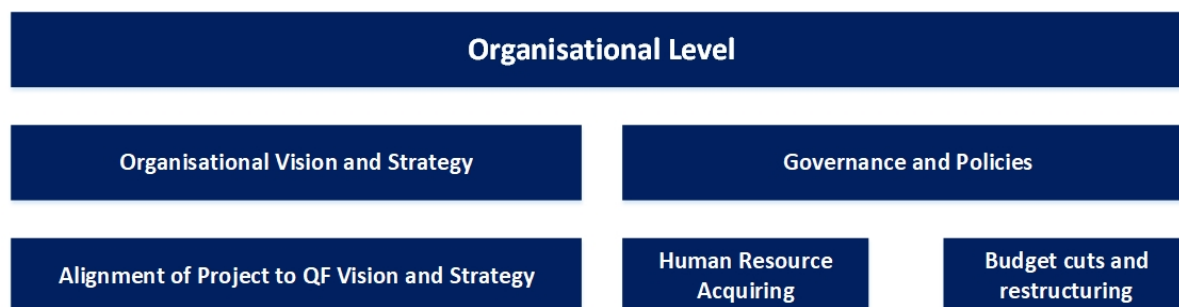 Organisational Level
Organisational Vision and Strategy
Governance and Policies
Alignment of Project to QF Vision and Strategy
Human Resource
Acquiring
Budget cuts and
restructuring